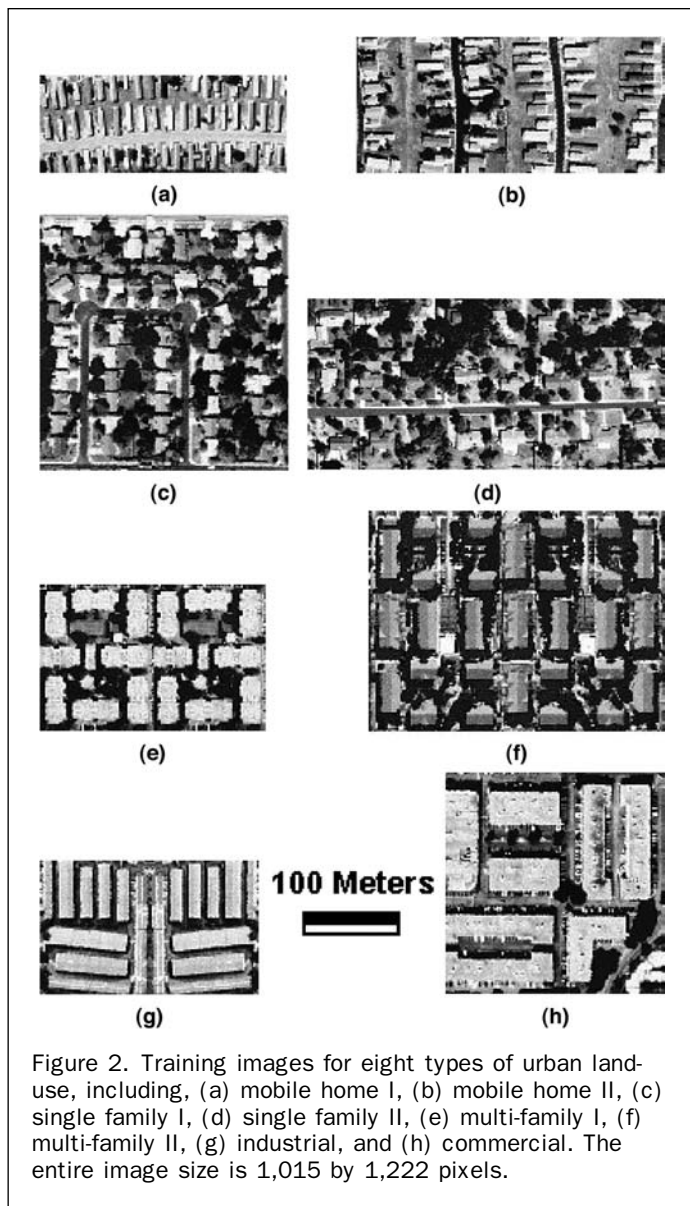 (a)
(b)
(c)
(d)
(e)
(f)
100 Meters
(g)
(h)
Figure 2. Training images for eight types of urban land-
use, including, (a) mobile home I, (b) mobile home II, (c)
single family I, (d) single family II, (e) multi-family I, (f)
multi-family II, (g) industrial, and (h) commercial. The
entire image size is 1,015 by 1,222 pixels.